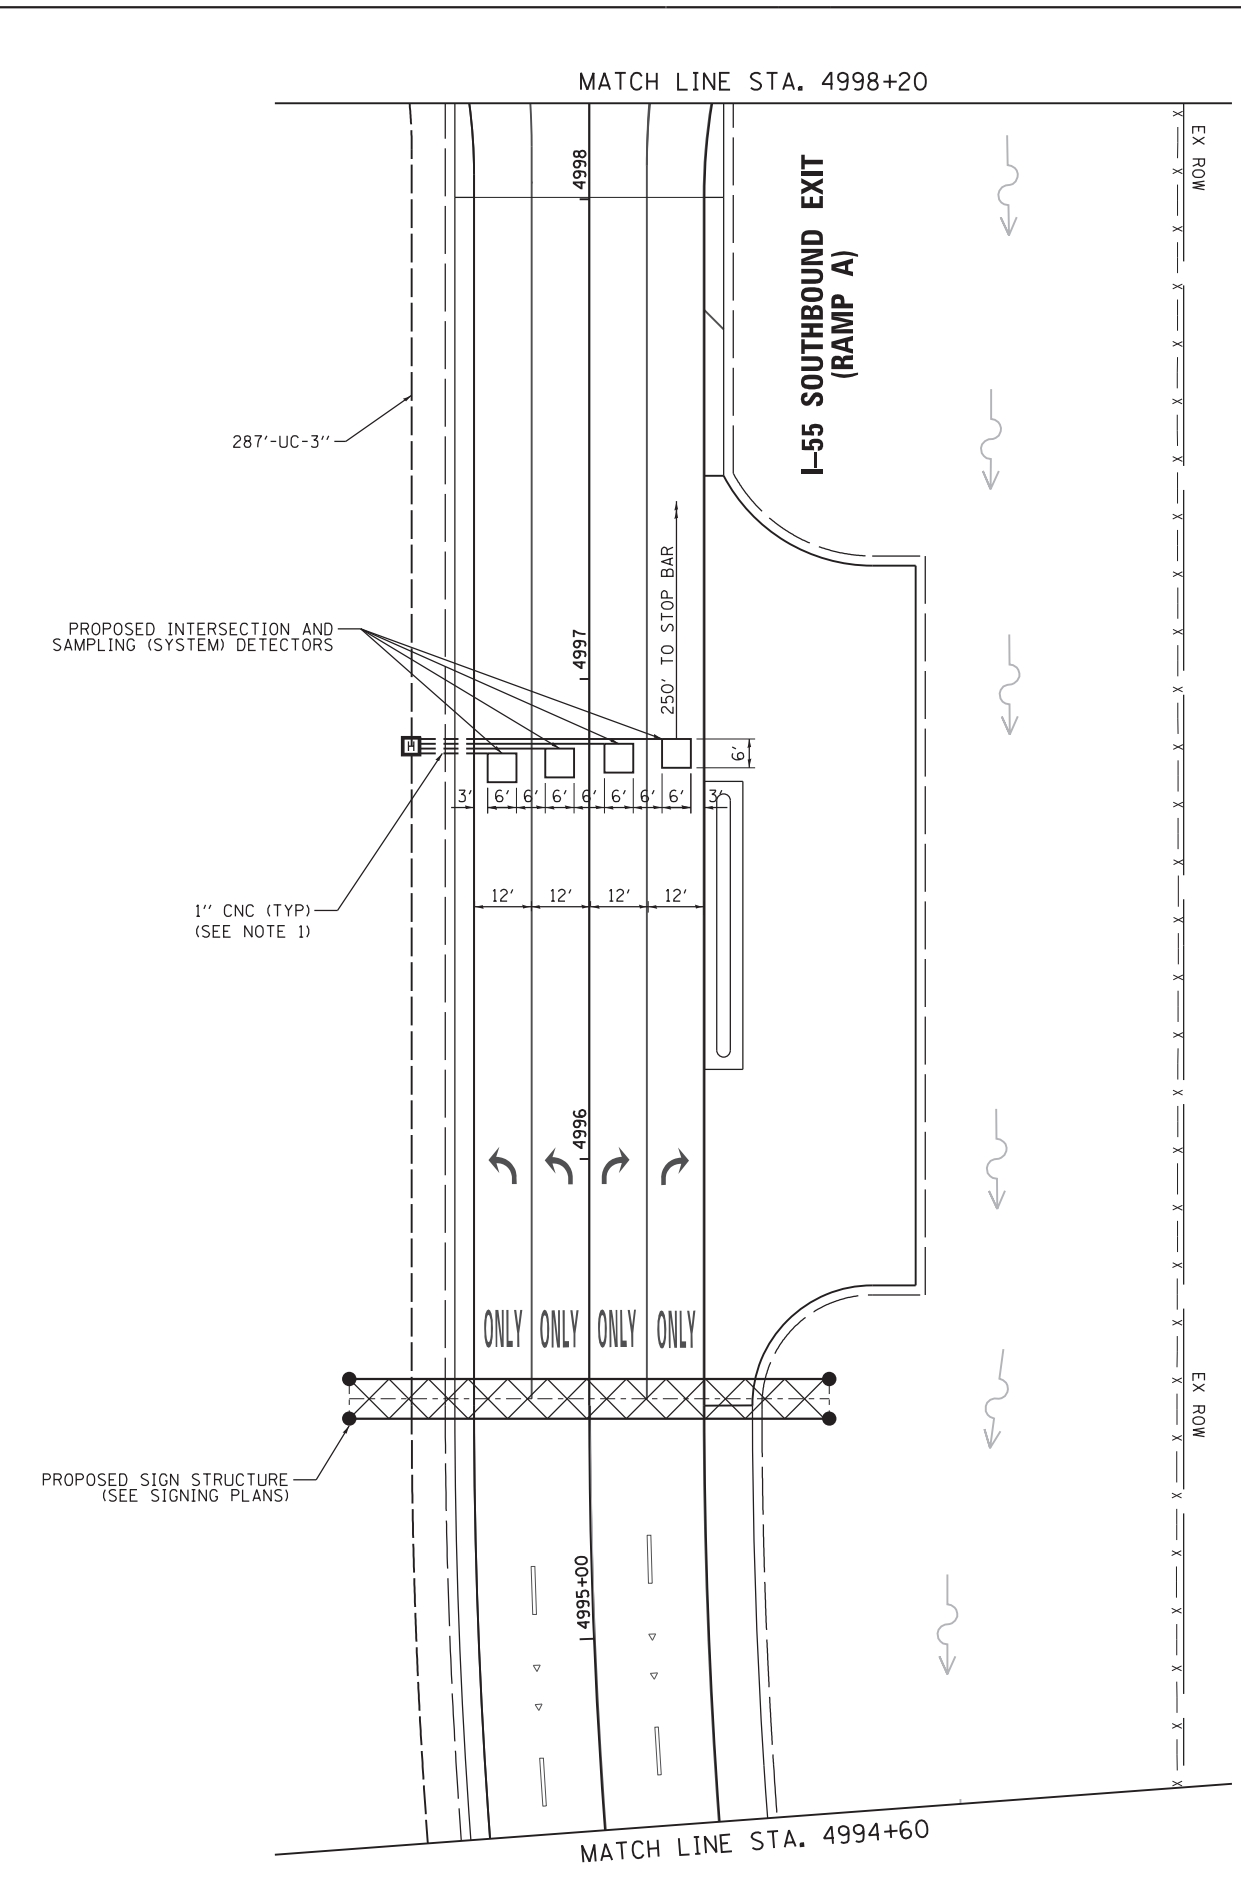 MATCH LINE STA. 4998+20
EX ROW
4998
I-55 SOUTHBOUND EXIT
(RAMP A)
287'-UC-3"
250' TO STOP BAR
PROPOSED INTERSECTION AND
SAMPLING (SYSTEM) DETECTORS
4997
H
6'
3' 6' 6' 6' 6' 6' 6' 6' 3'
12' 12' 12' 12'
1" CNC (TYP)
(SEE NOTE 1)
4996
ONLY ONLY ONLY ONLY
EX ROW
PROPOSED SIGN STRUCTURE
(SEE SIGNING PLANS)
4995+00
MATCH LINE STA. 4994+60